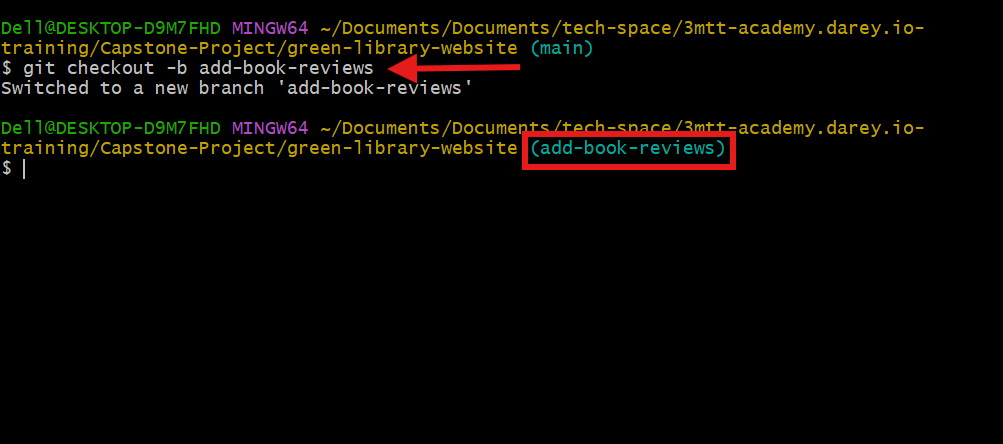 Dell@DESKTOP-D9M7FHD MINGW64 ~/Documents/Documents/tech-space/3mtt-academy.darey.io-
training/Capstone-Project/green-library-website (main)
$ git checkout -b add-book-reviews
Switched to a new branch 'add-book-reviews'
Dell@DESKTOP-D9M7FHD MINGW64 ~/Documents/Documents/tech-space/3mtt-academy.darey.io-
training/Capstone-Project/green-library-website (add-book-reviews)
$